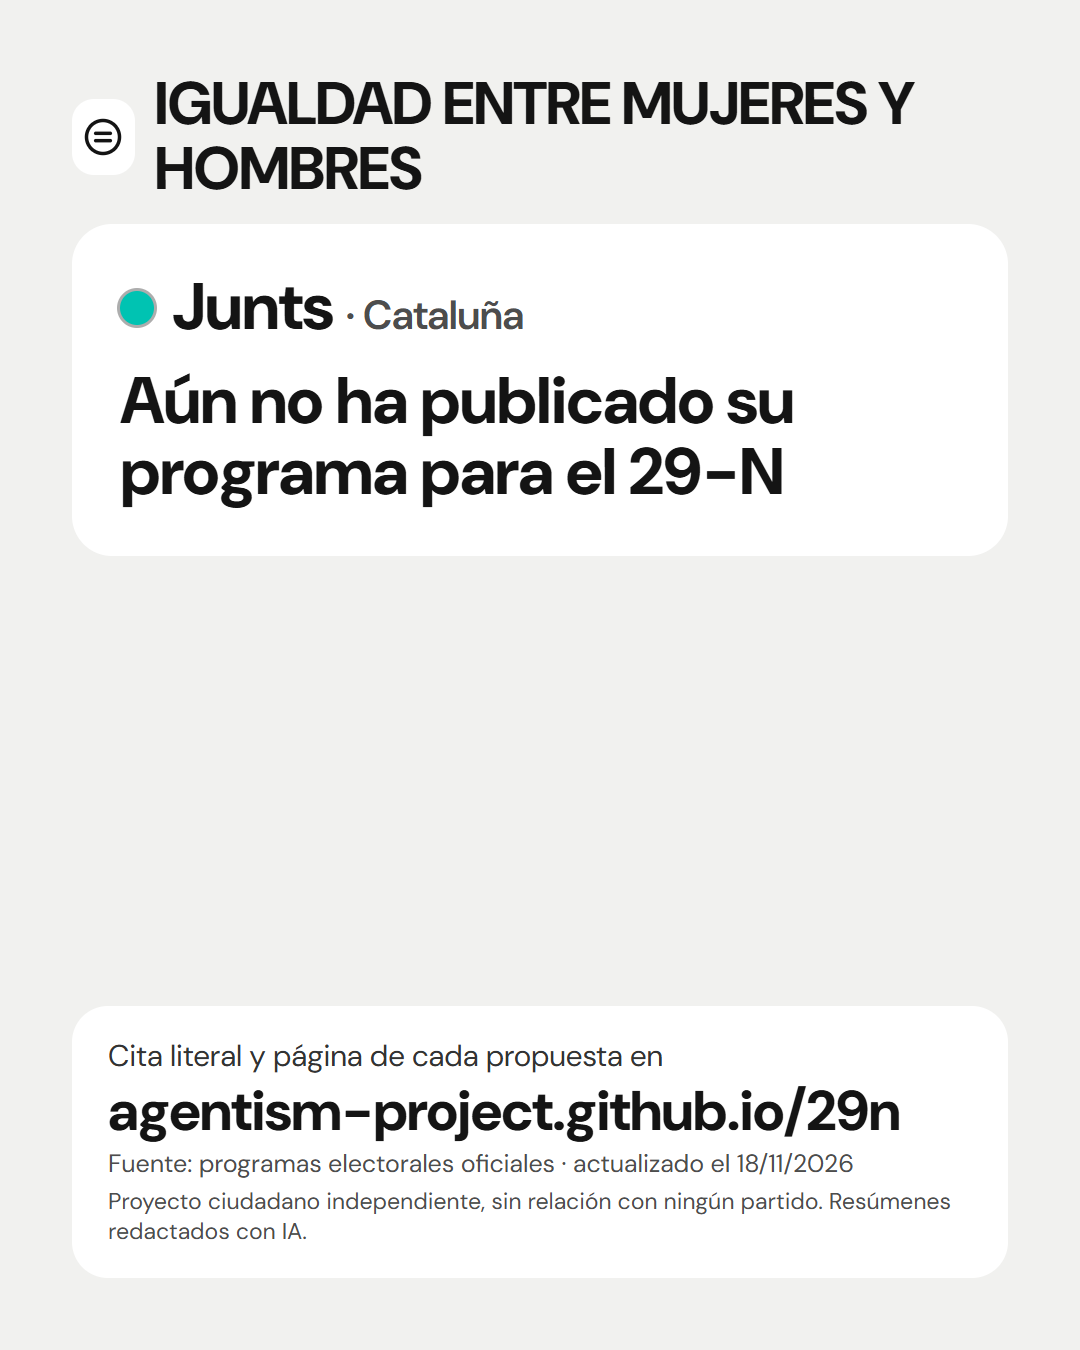 IGUALDAD ENTRE MUJERES Y
HOMBRES
Junts · Cataluña
Aún no ha publicado su
programa para el 29-N
Cita literal y página de cada propuesta en
agentism-project.github.io/29n
Fuente: programas electorales oficiales · actualizado el 18/11/2026
Proyecto ciudadano independiente, sin relación con ningún partido. Resúmenes
redactados con IA.